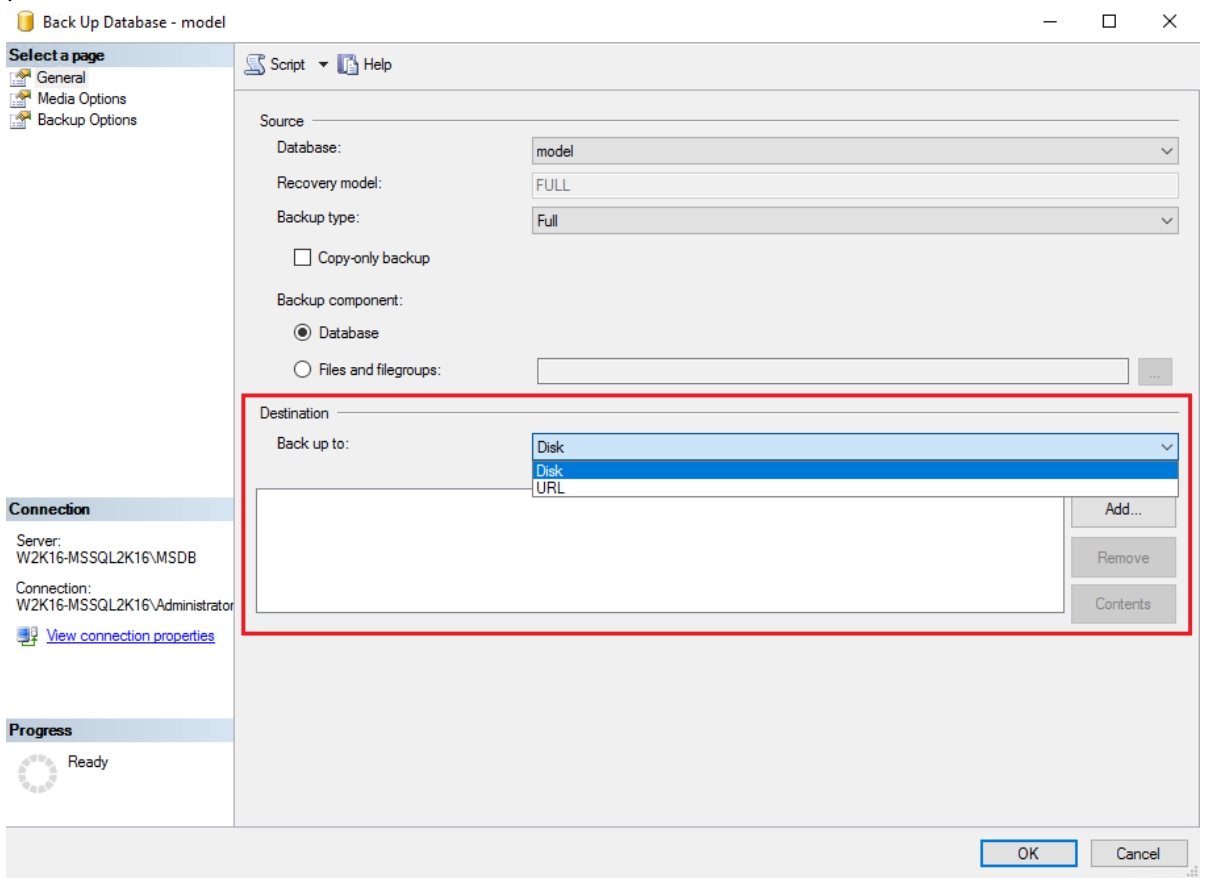 Back Up Database - model
Select a page
General
Media Options
Backup Options
Script
Help
Source
Database:
model
Recovery model:
FULL
Backup type:
Full
Copy-only backup
Backup component:
Database
Files and filegroups:
...
Destination
Back up to:
Disk
Disk
URL
Add...
Remove
Contents
Connection
Server:
W2K16-MSSQL2K16\MSDB
Connection:
W2K16-MSSQL2K16\Administrator
View connection properties
Progress
Ready
OK
Cancel